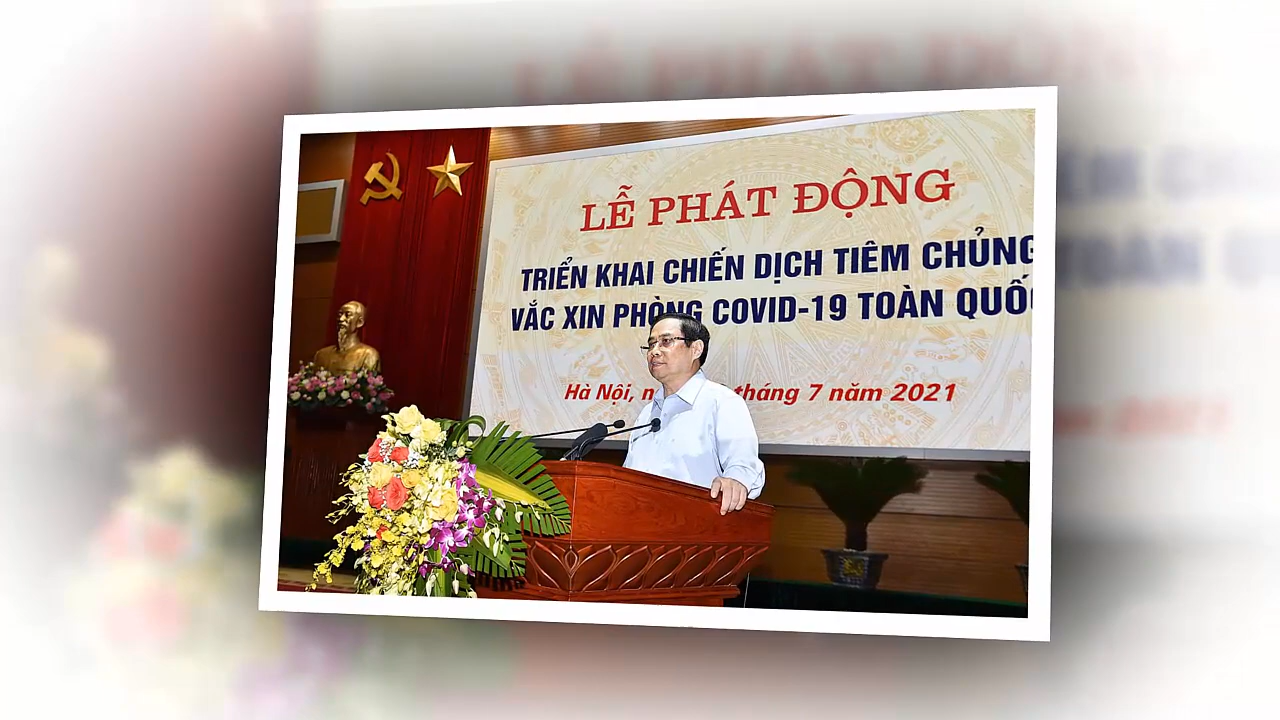 LỄ PHÁT ĐỘNG
TRIỂN KHAI CHIẾN DỊCH TIÊM CHỦNG
VẮC XIN PHÒNG COVID-19 TOÀN QUỐC
Hà Nội, tháng 7 năm 2021